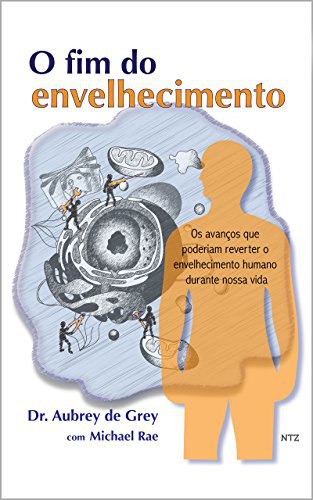 O fim do
envelhecimento
Os avanços que
poderiam reverter o
envelhecimento humano
durante nossa vida
Dr. Aubrey de Grey
com Michael Rae
NTZ